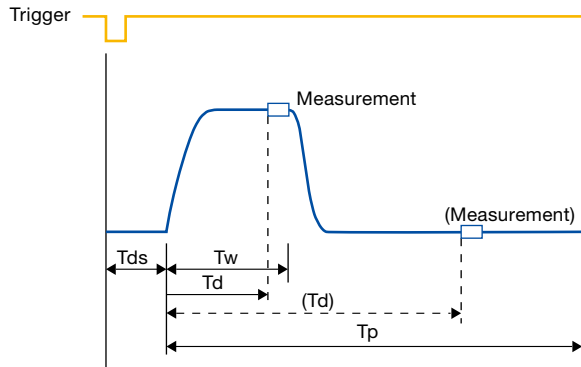 Trigger
Measurement
(Measurement)
Tds
Tw
Td
(Td)
Tp